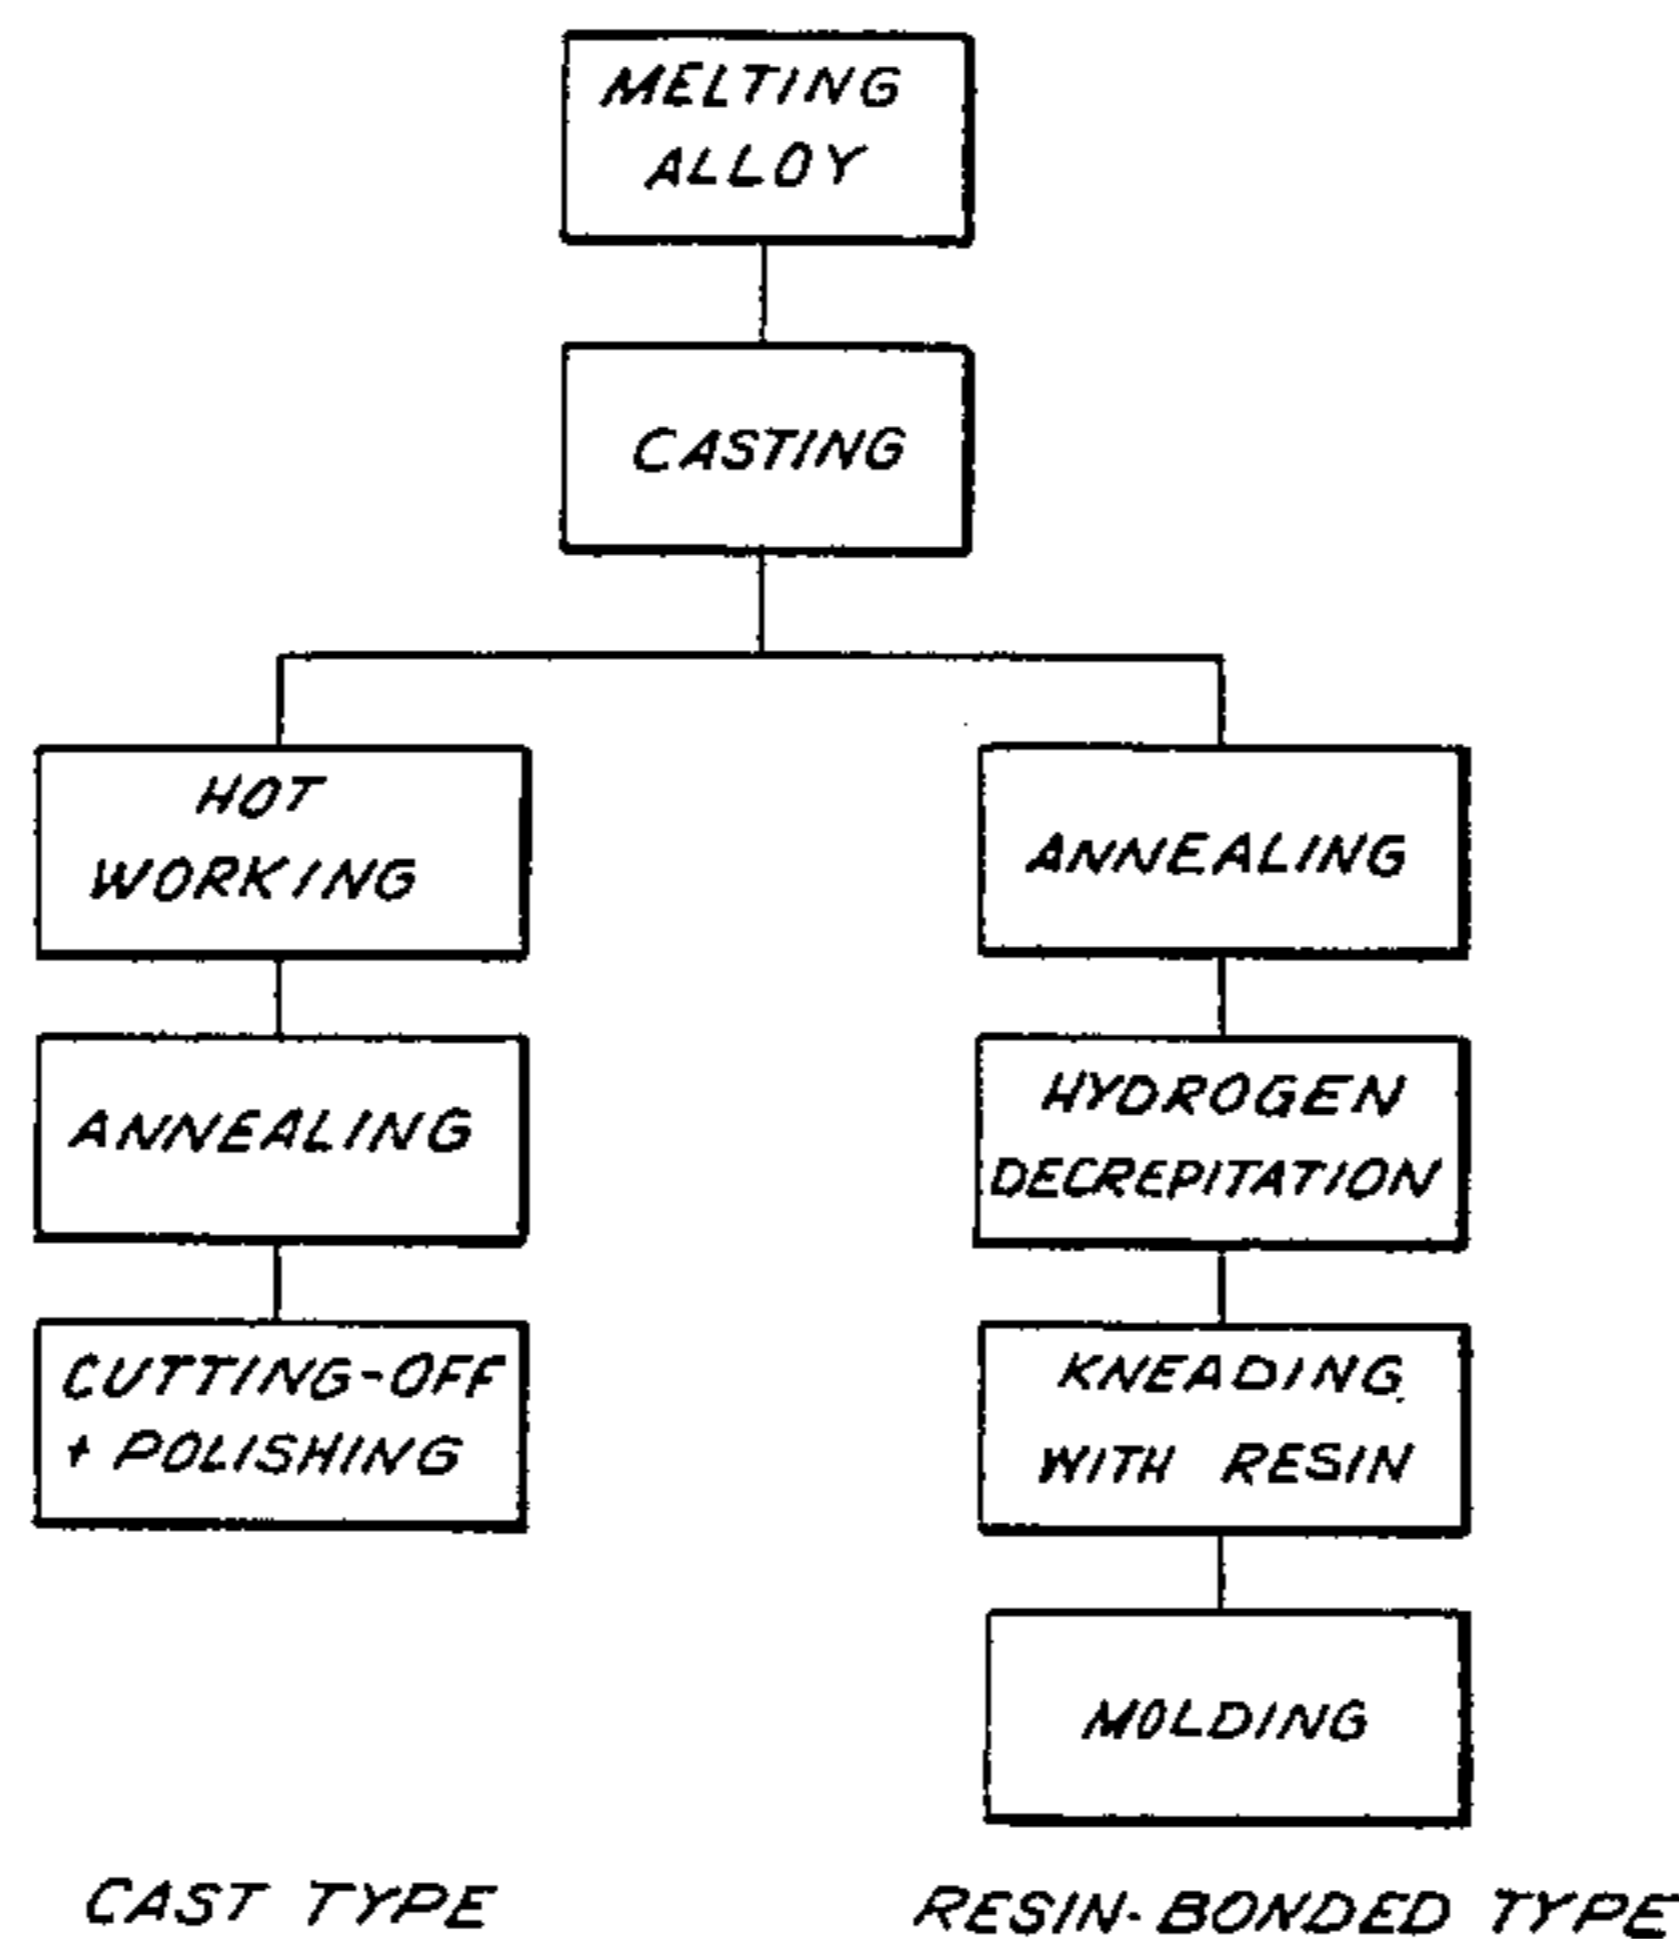 MELTING
ALLOY
CASTING
HOT
WORKING
ANNEALING
CUTTING-OFF
+ POLISHING
ANNEALING
HYDROGEN
DECREPITATION
KNEADING
WITH RESIN
MOLDING
CAST TYPE
RESIN-BONDED TYPE